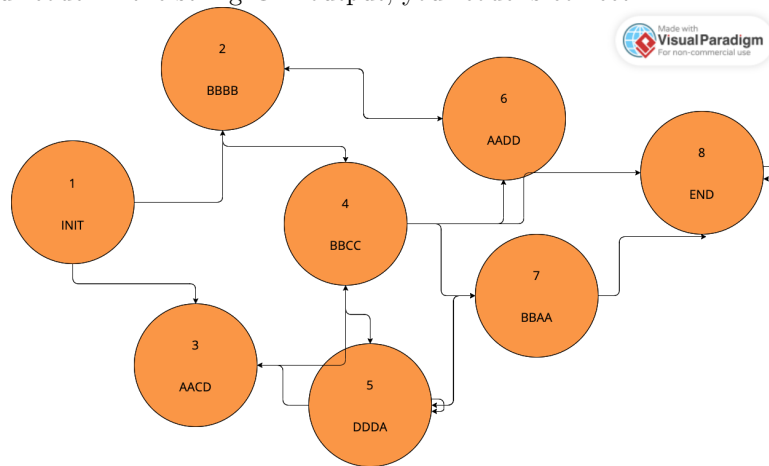 Made with
Visual Paradigm
For non-commercial use
2
BBBB
6
AADD
8
END
1
INIT
4
BBCC
7
BBAA
3
AACD
5
DDDA